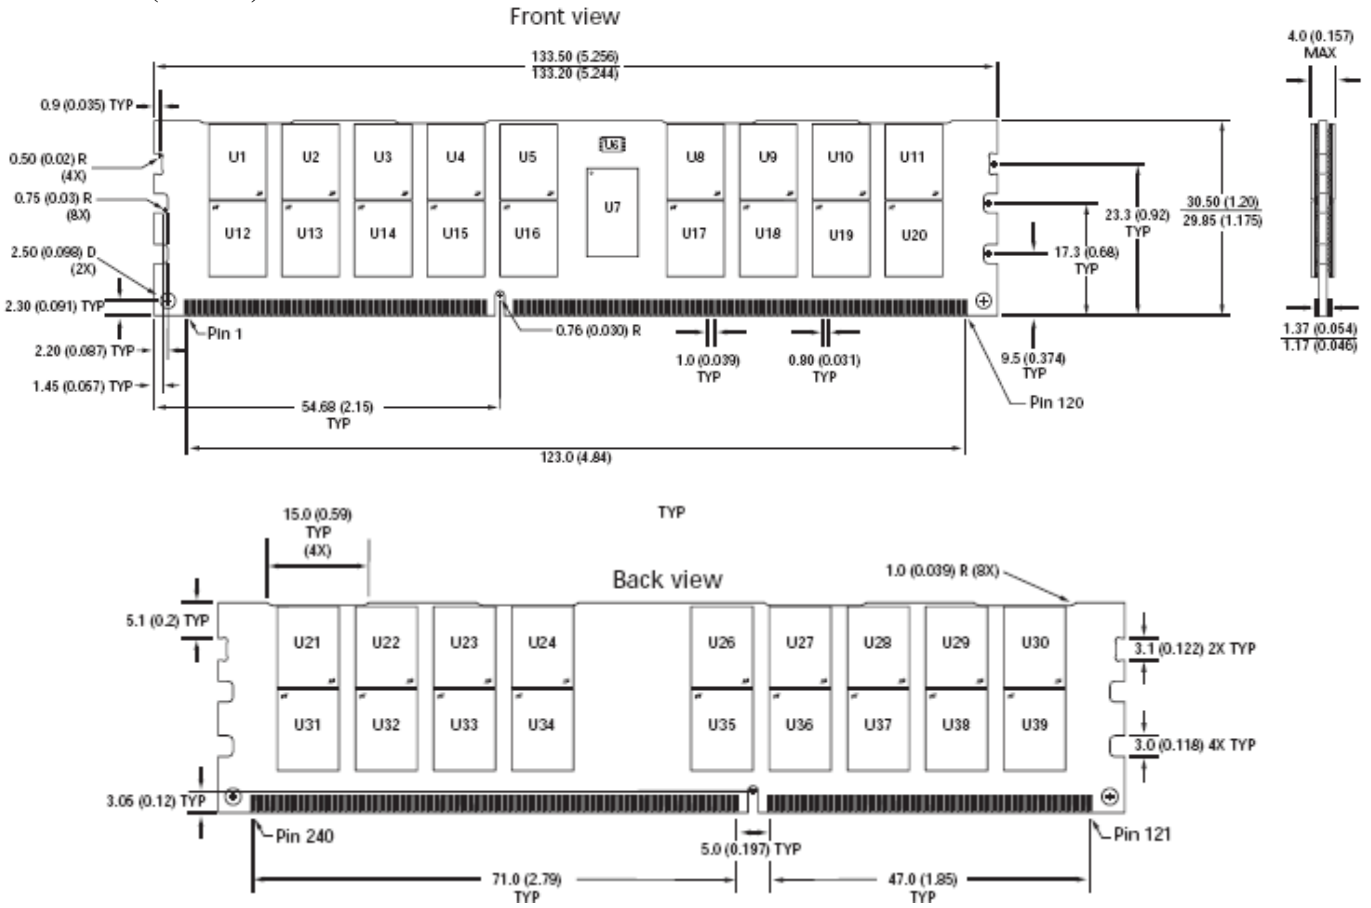 Front view
133.50 (5.256)
133.20 (5.244)
4.0 (0.157)
MAX
0.9 (0.035) TYP
0.50 (0.02) R
(4X)
0.75 (0.03) R
(8X)
2.50 (0.098) D
(2X)
2.30 (0.091) TYP
2.20 (0.087) TYP
1.45 (0.057) TYP
U1
U2
U3
U4
U5
U6
U7
U8
U9
U10
U11
U12
U13
U14
U15
U16
U17
U18
U19
U20
23.3 (0.92)
TYP
30.50 (1.20)
29.85 (1.175)
17.3 (0.68)
TYP
Pin 1
0.76 (0.030) R
1.0 (0.039)
TYP
0.80 (0.031)
TYP
9.5 (0.374)
TYP
1.37 (0.054)
1.17 (0.046)
54.68 (2.15)
TYP
Pin 120
123.0 (4.84)
TYP
15.0 (0.59)
TYP
(4X)
Back view
1.0 (0.039) R (8X)
5.1 (0.2) TYP
U21
U22
U23
U24
U26
U27
U28
U29
U30
3.1 (0.122) 2X TYP
U31
U32
U33
U34
U35
U36
U37
U38
U39
3.0 (0.118) 4X TYP
3.05 (0.12) TYP
Pin 240
Pin 121
5.0 (0.197) TYP
71.0 (2.79)
TYP
47.0 (1.85)
TYP